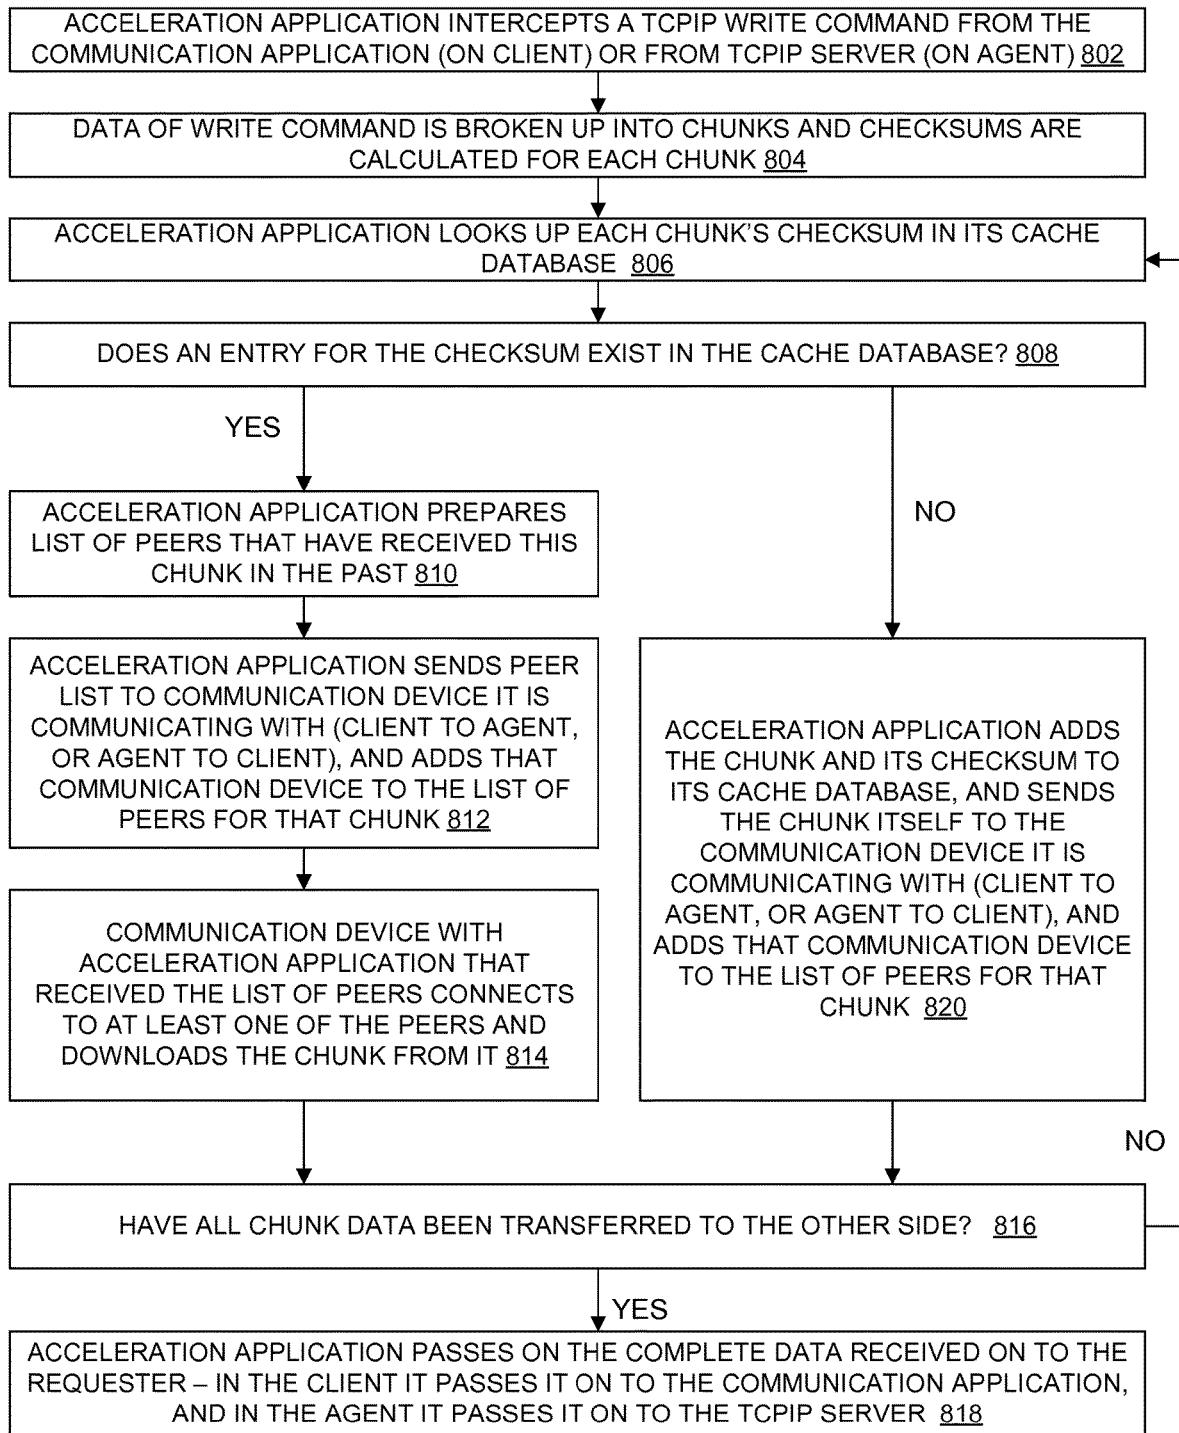 ACCELERATION APPLICATION INTERCEPTS A TCPIP WRITE COMMAND FROM THE
COMMUNICATION APPLICATION (ON CLIENT) OR FROM TCPIP SERVER (ON AGENT) 802
DATA OF WRITE COMMAND IS BROKEN UP INTO CHUNKS AND CHECKSUMS ARE
CALCULATED FOR EACH CHUNK 804
ACCELERATION APPLICATION LOOKS UP EACH CHUNK'S CHECKSUM IN ITS CACHE
DATABASE 806
DOES AN ENTRY FOR THE CHECKSUM EXIST IN THE CACHE DATABASE? 808
YES
NO
ACCELERATION APPLICATION PREPARES
LIST OF PEERS THAT HAVE RECEIVED THIS
CHUNK IN THE PAST 810
ACCELERATION APPLICATION SENDS PEER
LIST TO COMMUNICATION DEVICE IT IS
COMMUNICATING WITH (CLIENT TO AGENT,
OR AGENT TO CLIENT), AND ADDS THAT
COMMUNICATION DEVICE TO THE LIST OF
PEERS FOR THAT CHUNK 812
COMMUNICATION DEVICE WITH
ACCELERATION APPLICATION THAT
RECEIVED THE LIST OF PEERS CONNECTS
TO AT LEAST ONE OF THE PEERS AND
DOWNLOADS THE CHUNK FROM IT 814
ACCELERATION APPLICATION ADDS
THE CHUNK AND ITS CHECKSUM TO
ITS CACHE DATABASE, AND SENDS
THE CHUNK ITSELF TO THE
COMMUNICATION DEVICE IT IS
COMMUNICATING WITH (CLIENT TO
AGENT, OR AGENT TO CLIENT), AND
ADDS THAT COMMUNICATION DEVICE
TO THE LIST OF PEERS FOR THAT
CHUNK 820
NO
HAVE ALL CHUNK DATA BEEN TRANSFERRED TO THE OTHER SIDE? 816
YES
ACCELERATION APPLICATION PASSES ON THE COMPLETE DATA RECEIVED ON TO THE
REQUESTER – IN THE CLIENT IT PASSES IT ON TO THE COMMUNICATION APPLICATION,
AND IN THE AGENT IT PASSES IT ON TO THE TCPIP SERVER 818